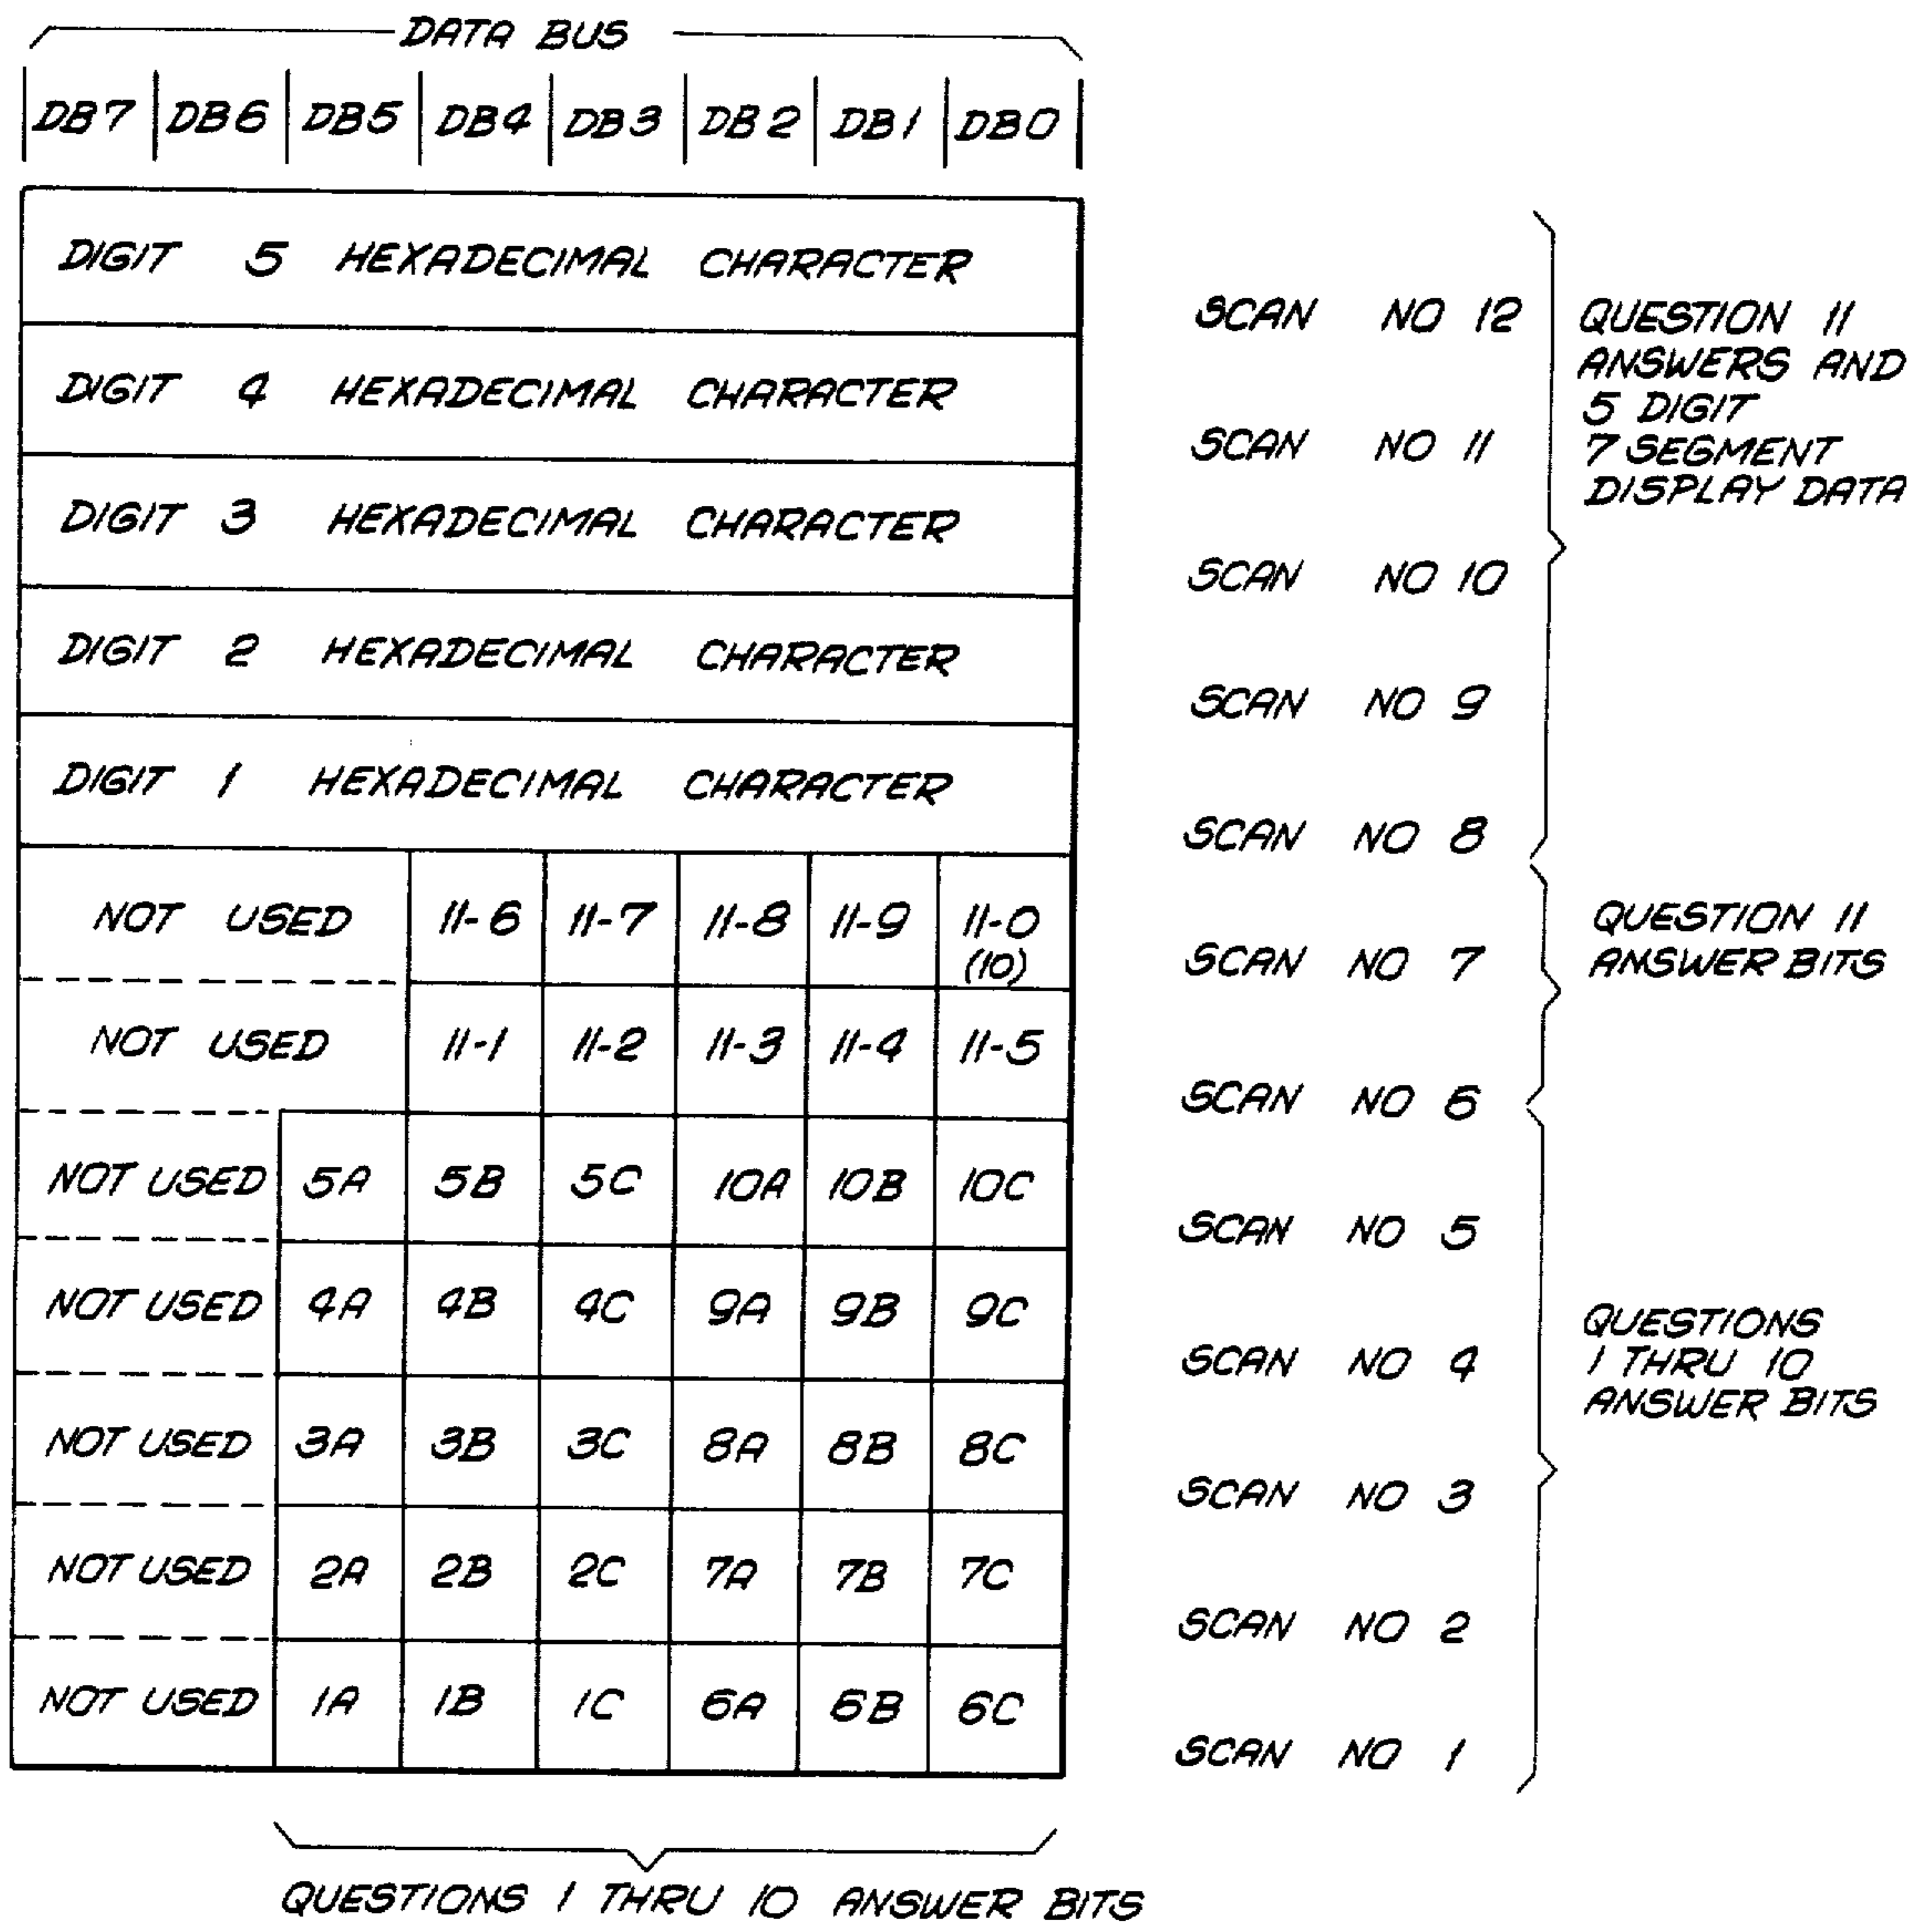 DATA BUS
DB7 DB6 DB5 DB4 DB3 DB2 DB1 DB0
DIGIT 5 HEXADECIMAL CHARACTER
SCAN NO 12
DIGIT 4 HEXADECIMAL CHARACTER
SCAN NO 11
DIGIT 3 HEXADECIMAL CHARACTER
SCAN NO 10
DIGIT 2 HEXADECIMAL CHARACTER
SCAN NO 9
DIGIT 1 HEXADECIMAL CHARACTER
SCAN NO 8
QUESTION 11
ANSWERS AND
5 DIGIT
7 SEGMENT
DISPLAY DATA
NOT USED 11-6 11-7 11-8 11-9 11-0
(10)
SCAN NO 7
NOT USED 11-1 11-2 11-3 11-4 11-5
SCAN NO 6
QUESTION 11
ANSWER BITS
NOT USED 5A 5B 5C 10A 10B 10C
SCAN NO 5
NOT USED 4A 4B 4C 9A 9B 9C
SCAN NO 4
NOT USED 3A 3B 3C 8A 8B 8C
SCAN NO 3
NOT USED 2A 2B 2C 7A 7B 7C
SCAN NO 2
NOT USED 1A 1B 1C 6A 6B 6C
SCAN NO 1
QUESTIONS
1 THRU 10
ANSWER BITS
QUESTIONS 1 THRU 10 ANSWER BITS